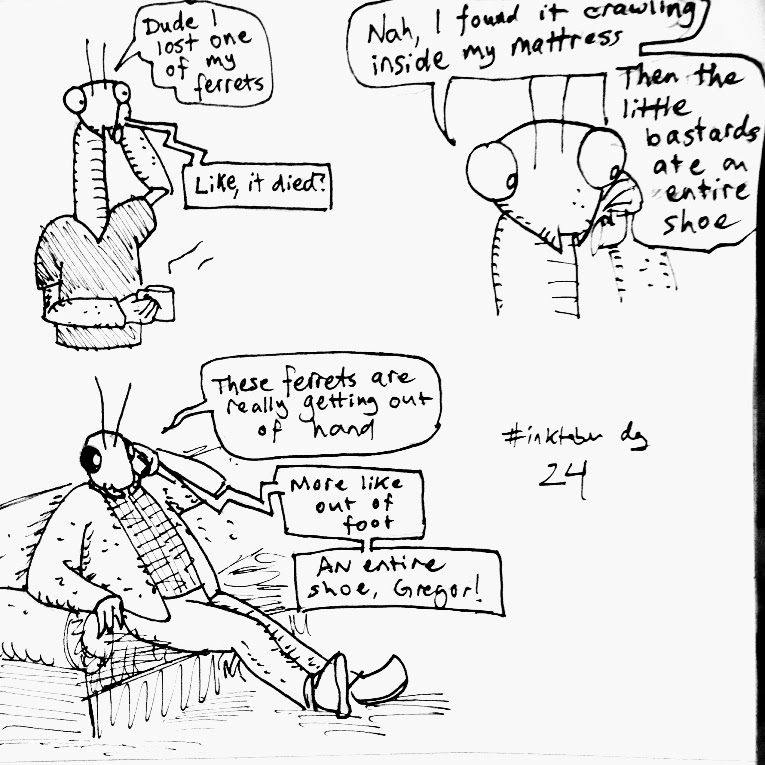 Dude I
lost one
of my
ferrets
Like, it died?
Nah, I found it crawling
inside my mattress
Then the
little
bastards
ate an
entire
shoe
These ferrets are
really getting out
of hand
More like
out of
foot
AN entire
shoe, Gregor!
#inktober day
24